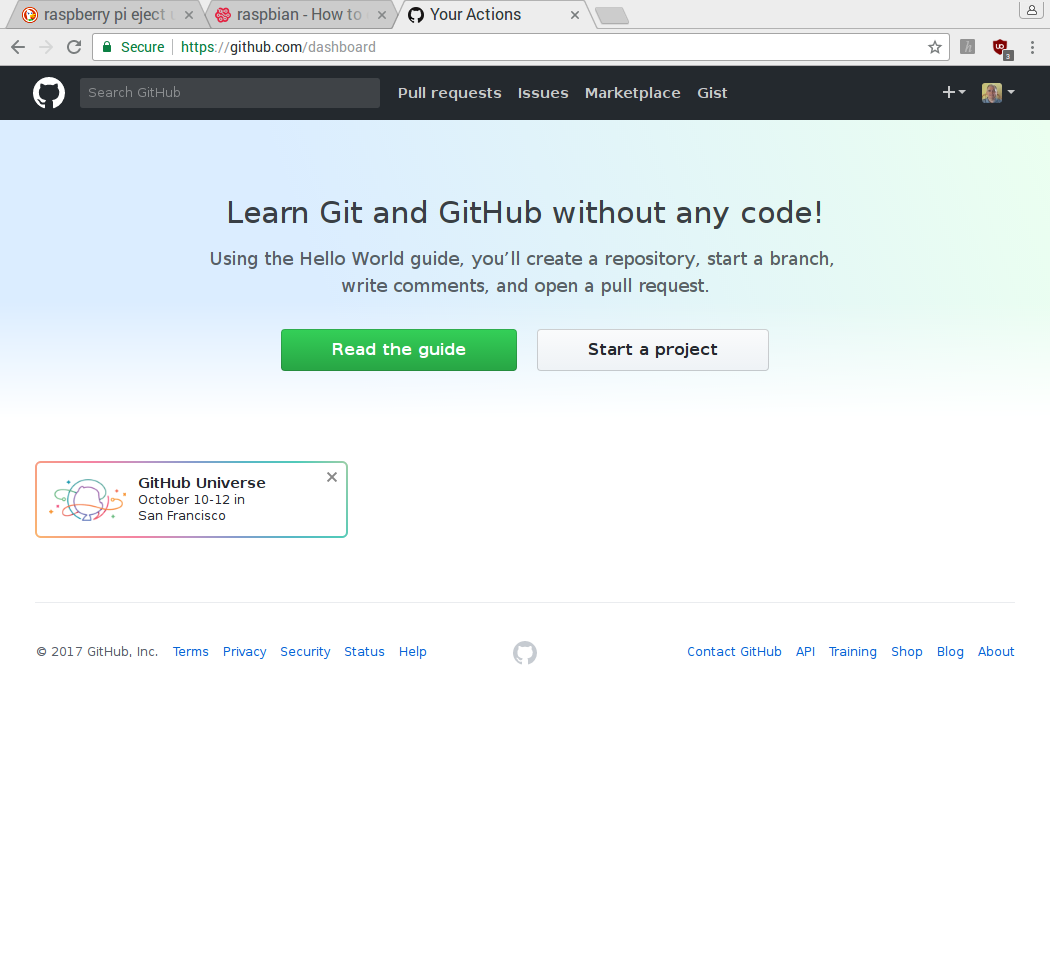 raspberry pi eject
raspbian - How to
Your Actions
Secure
https://github.com/dashboard
3
Search GitHub
Pull requests
Issues
Marketplace
Gist
Learn Git and GitHub without any code!
Using the Hello World guide, you’ll create a repository, start a branch,
write comments, and open a pull request.
Read the guide
Start a project
GitHub Universe
October 10-12 in
San Francisco
© 2017 GitHub, Inc.
Terms
Privacy
Security
Status
Help
Contact GitHub
API
Training
Shop
Blog
About